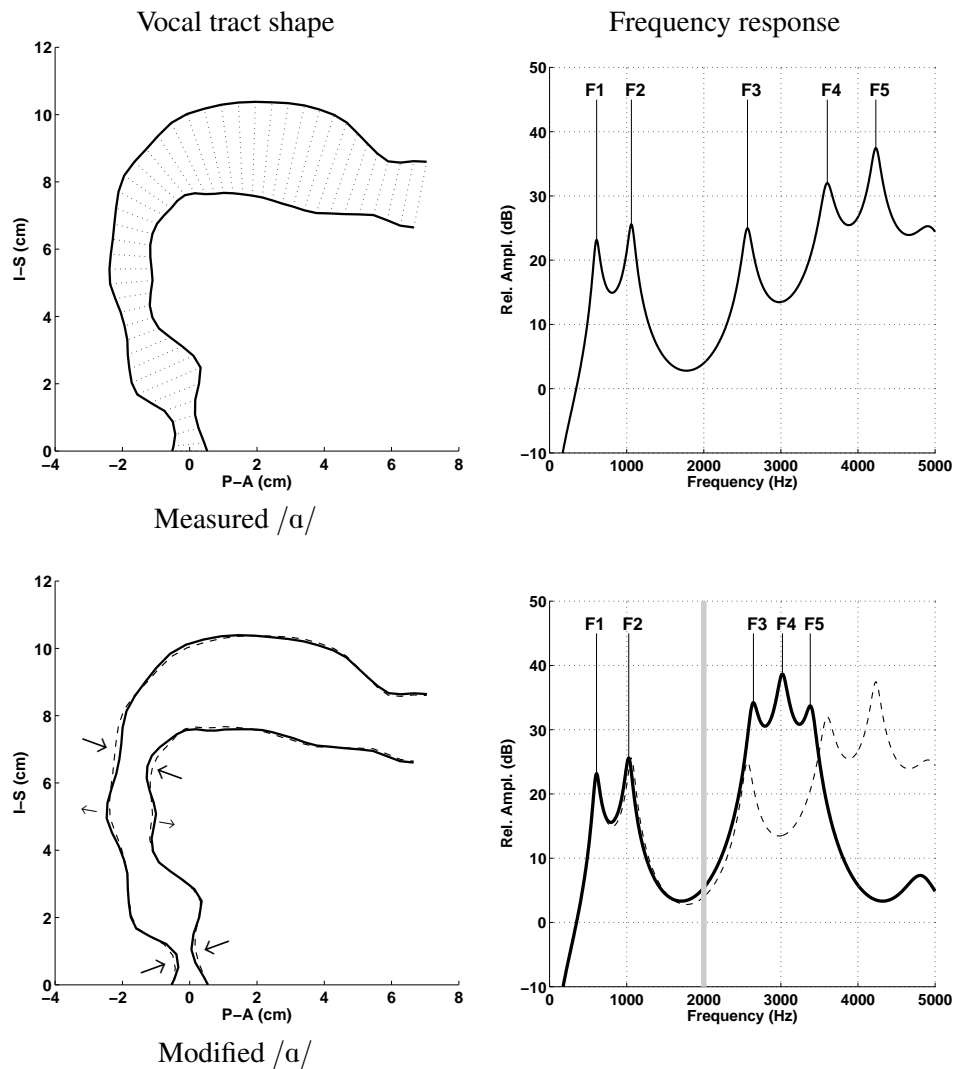 Vocal tract shape
Frequency response
12
10
8
6
4
2
0
I–S (cm)
−4 −2 0 2 4 6 8
P–A (cm)
50
40
30
20
10
0
−10
Rel. Ampl. (dB)
F1 F2 F3 F4 F5
0 1000 2000 3000 4000 5000
Frequency (Hz)
Measured /ɑ/
12
10
8
6
4
2
0
I–S (cm)
−4 −2 0 2 4 6 8
P–A (cm)
50
40
30
20
10
0
−10
Rel. Ampl. (dB)
F1 F2 F3 F4 F5
0 1000 2000 3000 4000 5000
Frequency (Hz)
Modified /ɑ/